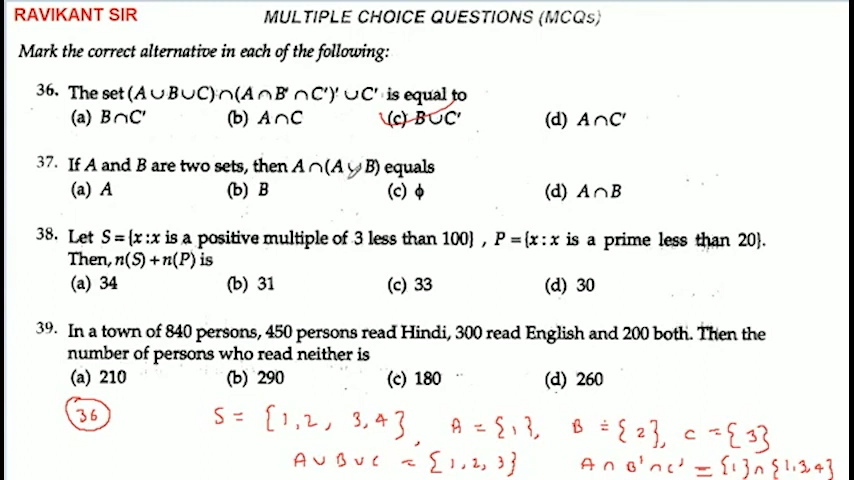 RAVIKANT SIR
MULTIPLE CHOICE QUESTIONS (MCQs)
Mark the correct alternative in each of the following:
36. The set (A∪B∪C)∩(A∩B'∩C')'∪C' is equal to
(a) B∩C' (b) A∩C (c) B∪C' (d) A∩C'
37. If A and B are two sets, then A∩(A∪B) equals
(a) A (b) B (c) ϕ (d) A∩B
38. Let S={x:x is a positive multiple of 3 less than 100}, P={x:x is a prime less than 20}.
Then, n(S)+n(P) is
(a) 34 (b) 31 (c) 33 (d) 30
39. In a town of 840 persons, 450 persons read Hindi, 300 read English and 200 both. Then the
number of persons who read neither is
(a) 210 (b) 290 (c) 180 (d) 260
36 S = {1,2, 3,4}, A = {1}, B = {2}, C = {3}
A∪B∪C = {1,2,3} A∩B'∩C' = {1}∩{1,3,4}